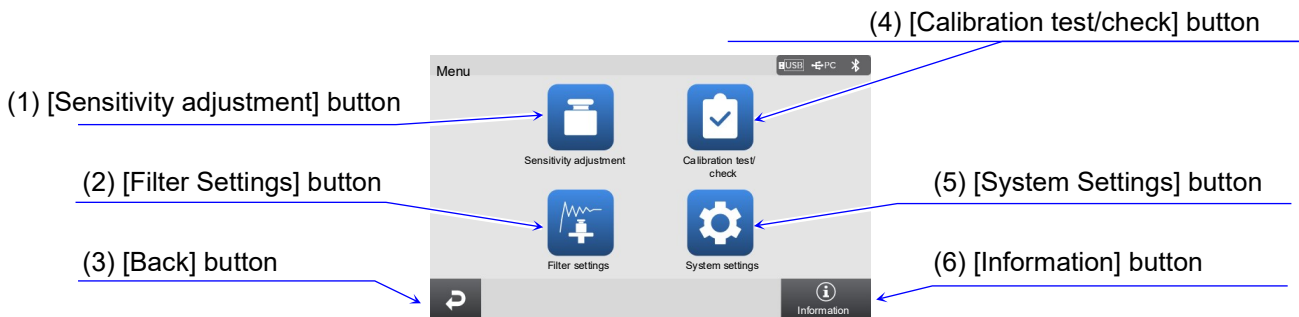 (4) [Calibration test/check] button
Menu
USB PC
(1) [Sensitivity adjustment] button
Sensitivity adjustment
Calibration test/
check
(2) [Filter Settings] button
(5) [System Settings] button
Filter settings
System settings
(3) [Back] button
(6) [Information] button
Information